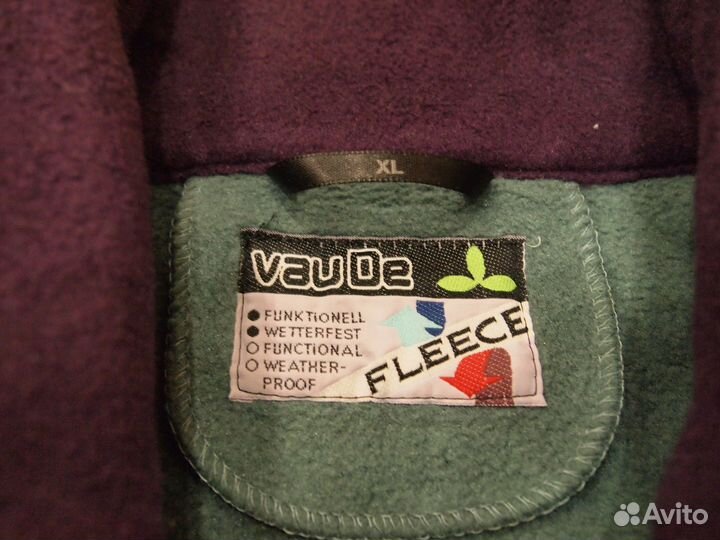 XL
VAUDE
FUNKTIONELL
WETTERFEST
FUNCTIONAL
WEATHER-
PROOF
FLEECE
Avito